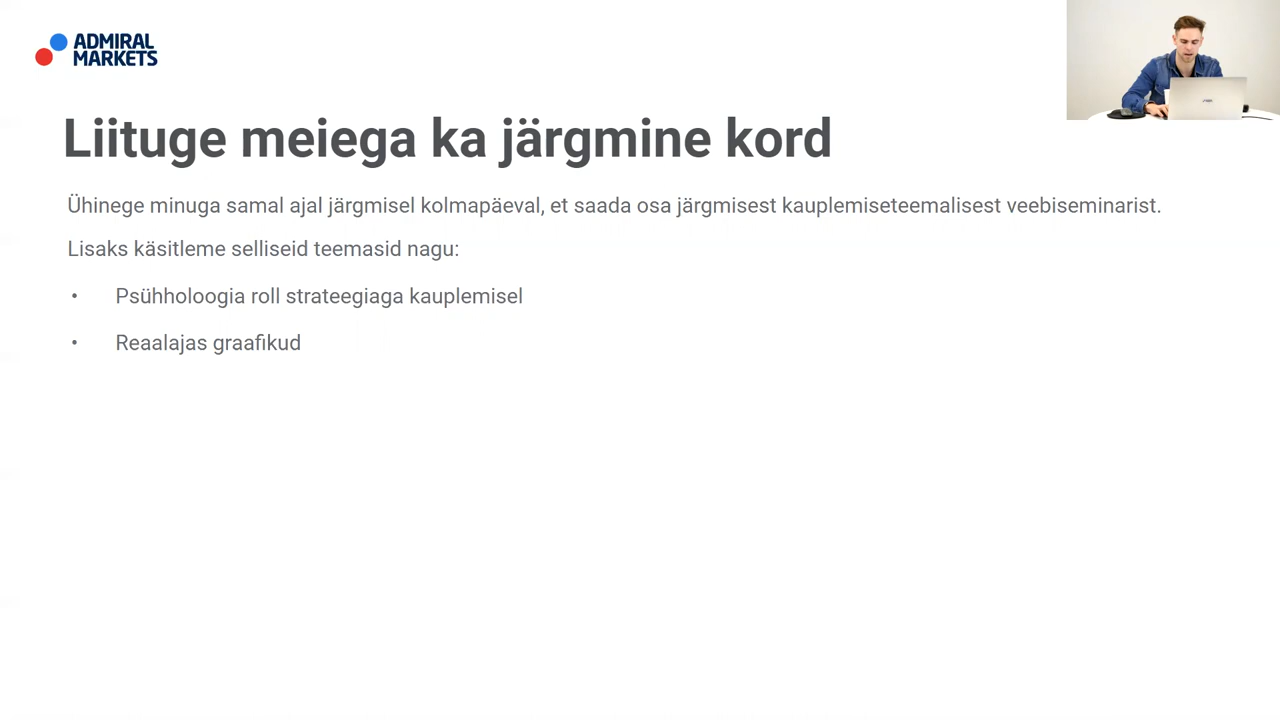 ADMIRAL
MARKETS
Liituge meiega ka järgmine kord
Ühinege minuga samal ajal järgmisel kolmapäeval, et saada osa järgmisest kauplemiseteemalisest veebiseminarist.
Lisaks käsitleme selliseid teemasid nagu:
• Psühholoogia roll strateegiaga kauplemisel
• Reaalajas graafikud